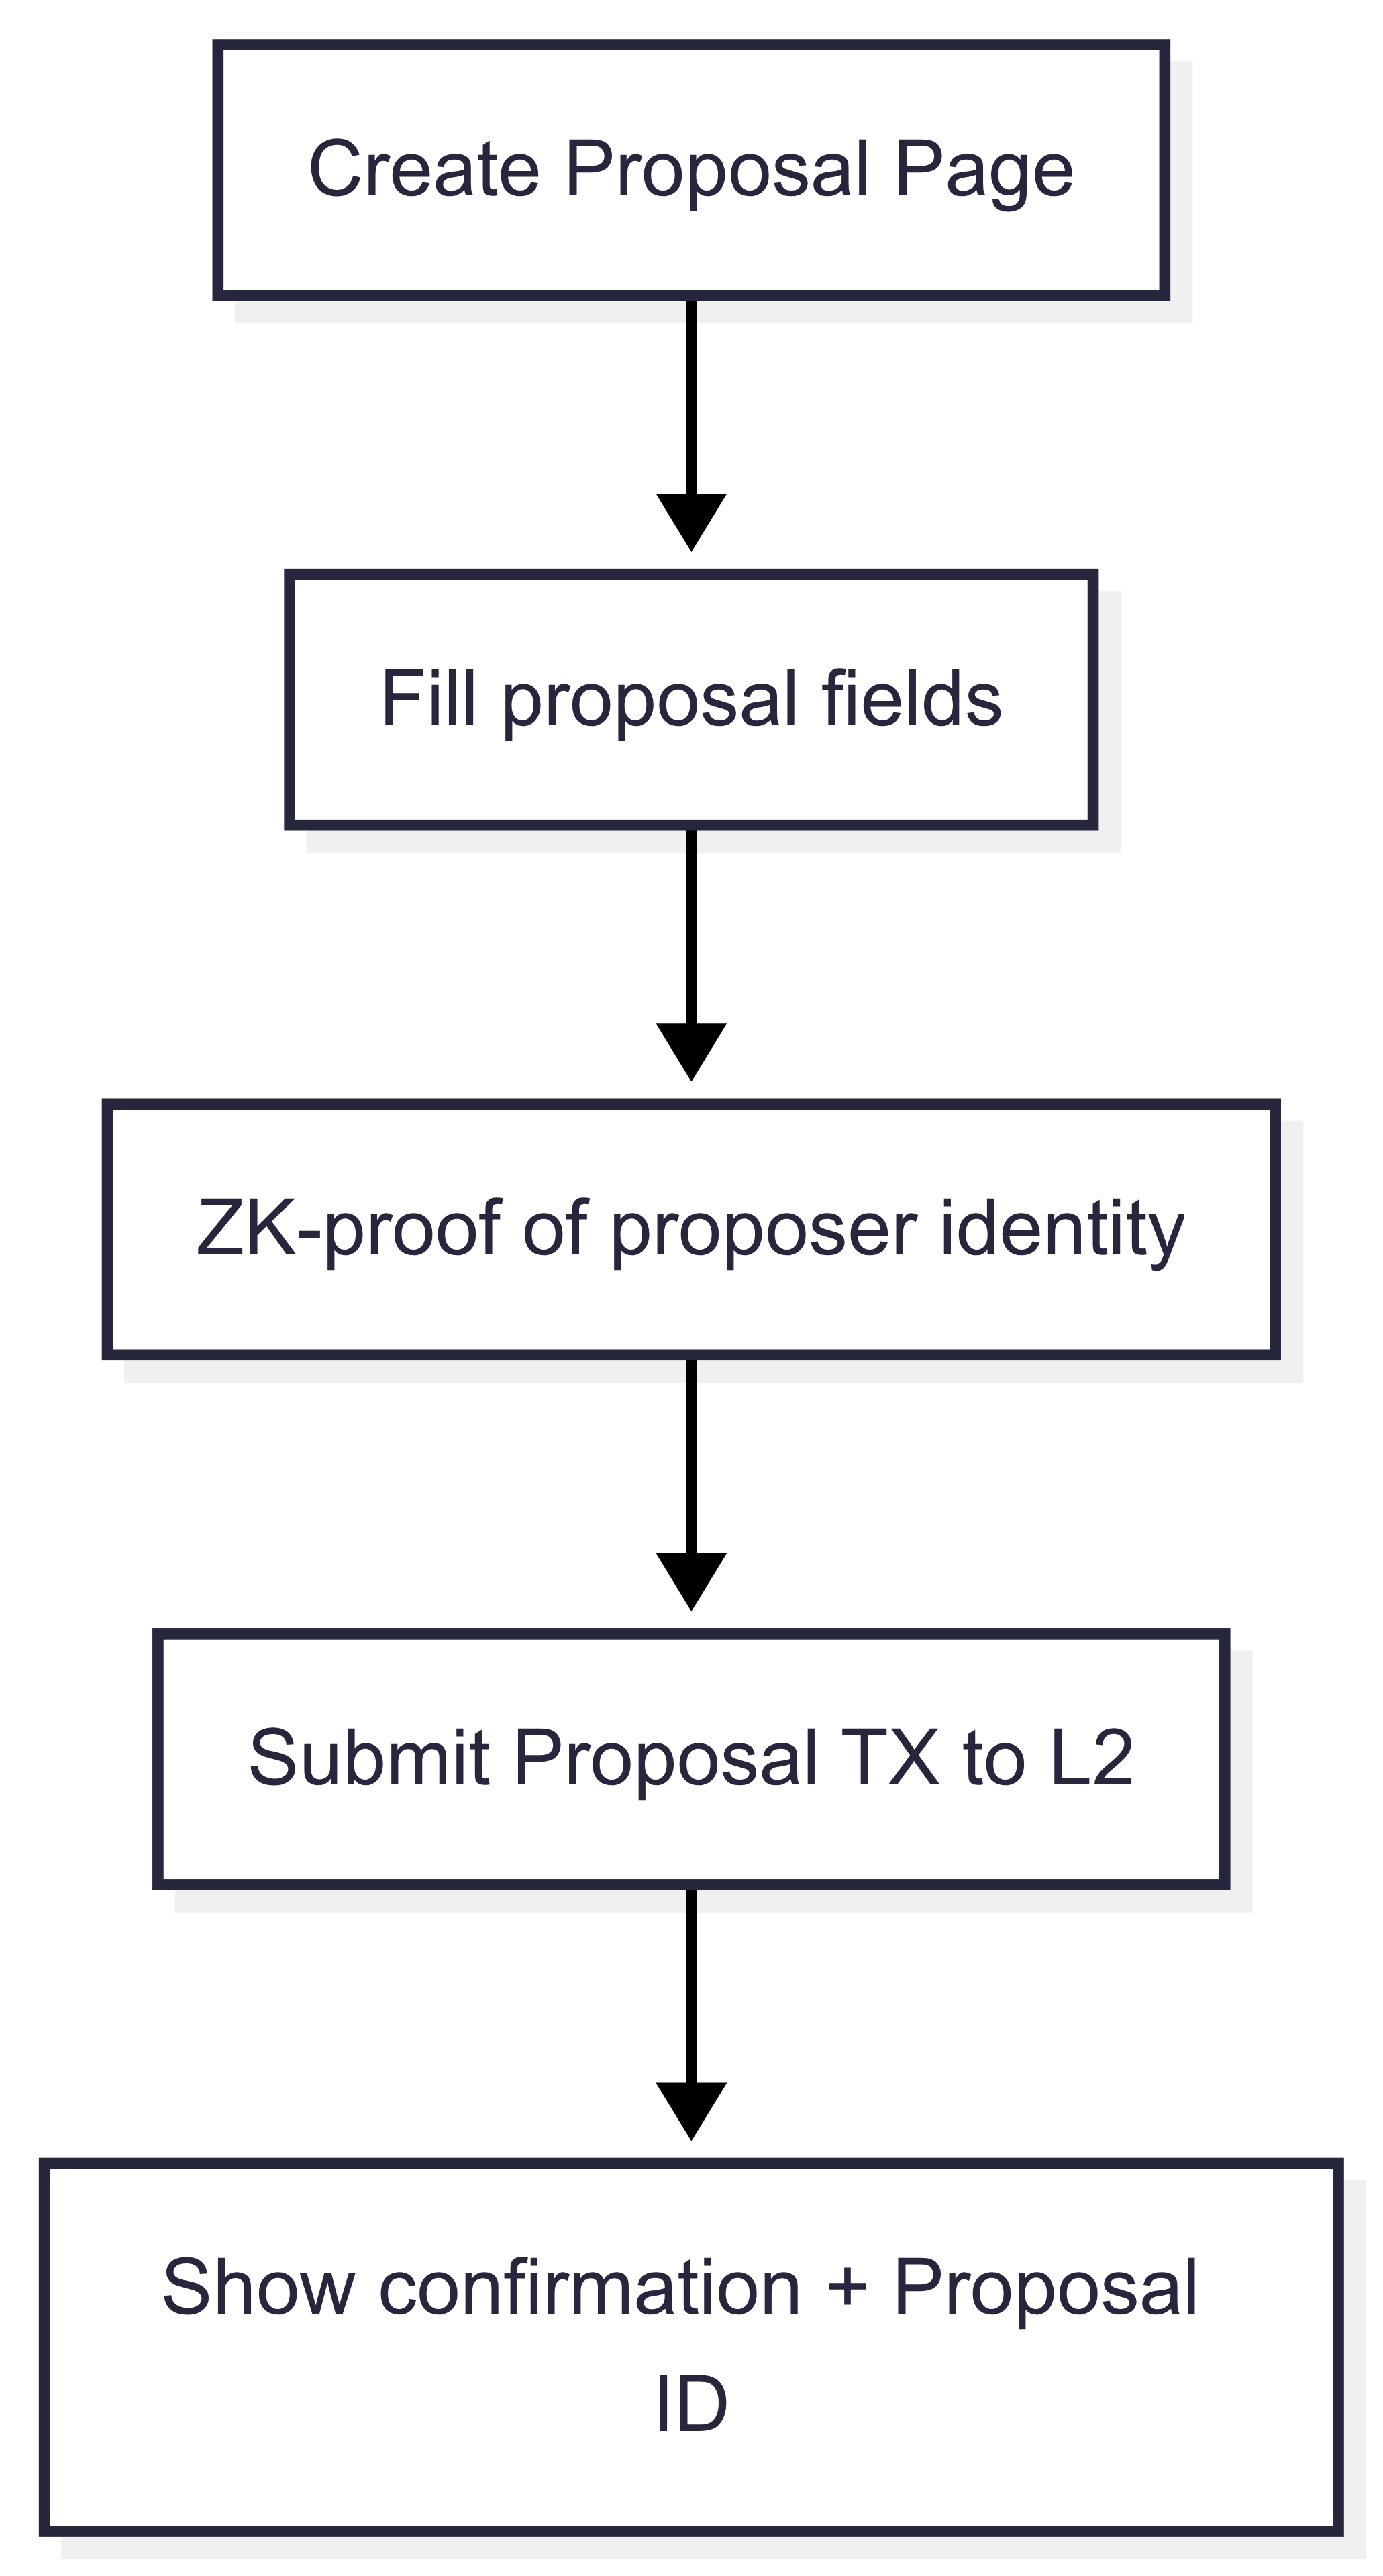 Create Proposal Page
Fill proposal fields
ZK-proof of proposer identity
Submit Proposal TX to L2
Show confirmation + Proposal
ID